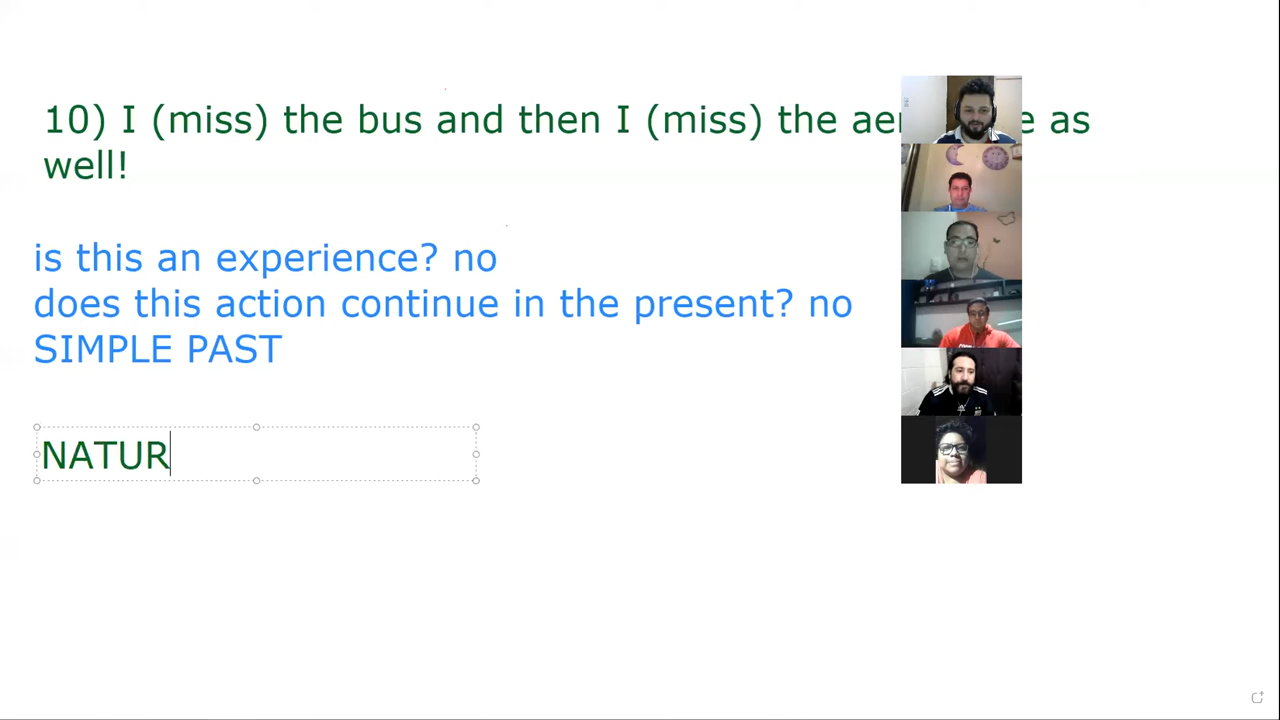 10) I (miss) the bus and then I (miss) the as
well!
is this an experience? no
does this action continue in the present? no
SIMPLE PAST
NATUR